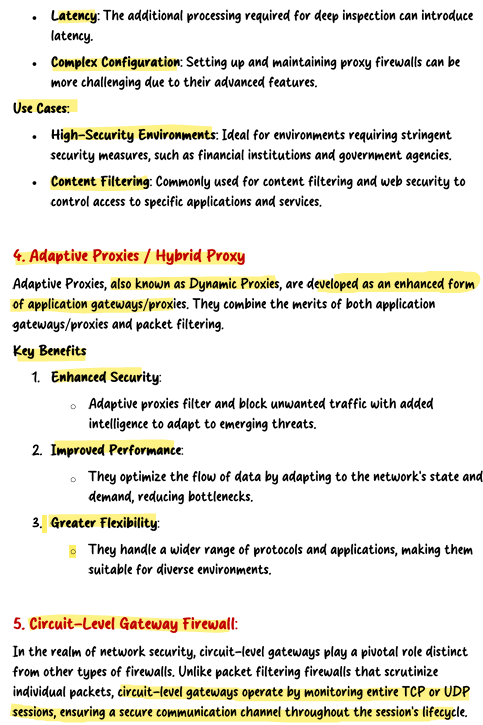 • Latency: The additional processing required for deep inspection can introduce
latency.
• Complex Configuration: Setting up and maintaining proxy firewalls can be
more challenging due to their advanced features.
Use Cases:
• High-Security Environments: Ideal for environments requiring stringent
security measures, such as financial institutions and government agencies.
• Content Filtering: Commonly used for content filtering and web security to
control access to specific applications and services.
4. Adaptive Proxies / Hybrid Proxy
Adaptive Proxies, also known as Dynamic Proxies, are developed as an enhanced form
of application gateways/proxies. They combine the merits of both application
gateways/proxies and packet filtering.
Key Benefits
1. Enhanced Security:
○ Adaptive proxies filter and block unwanted traffic with added
intelligence to adapt to emerging threats.
2. Improved Performance:
○ They optimize the flow of data by adapting to the network's state and
demand, reducing bottlenecks.
3. Greater Flexibility:
○ They handle a wider range of protocols and applications, making them
suitable for diverse environments.
5. Circuit-Level Gateway Firewall:
In the realm of network security, circuit-level gateways play a pivotal role distinct
from other types of firewalls. Unlike packet filtering firewalls that scrutinize
individual packets, circuit-level gateways operate by monitoring entire TCP or UDP
sessions, ensuring a secure communication channel throughout the session's lifecycle.